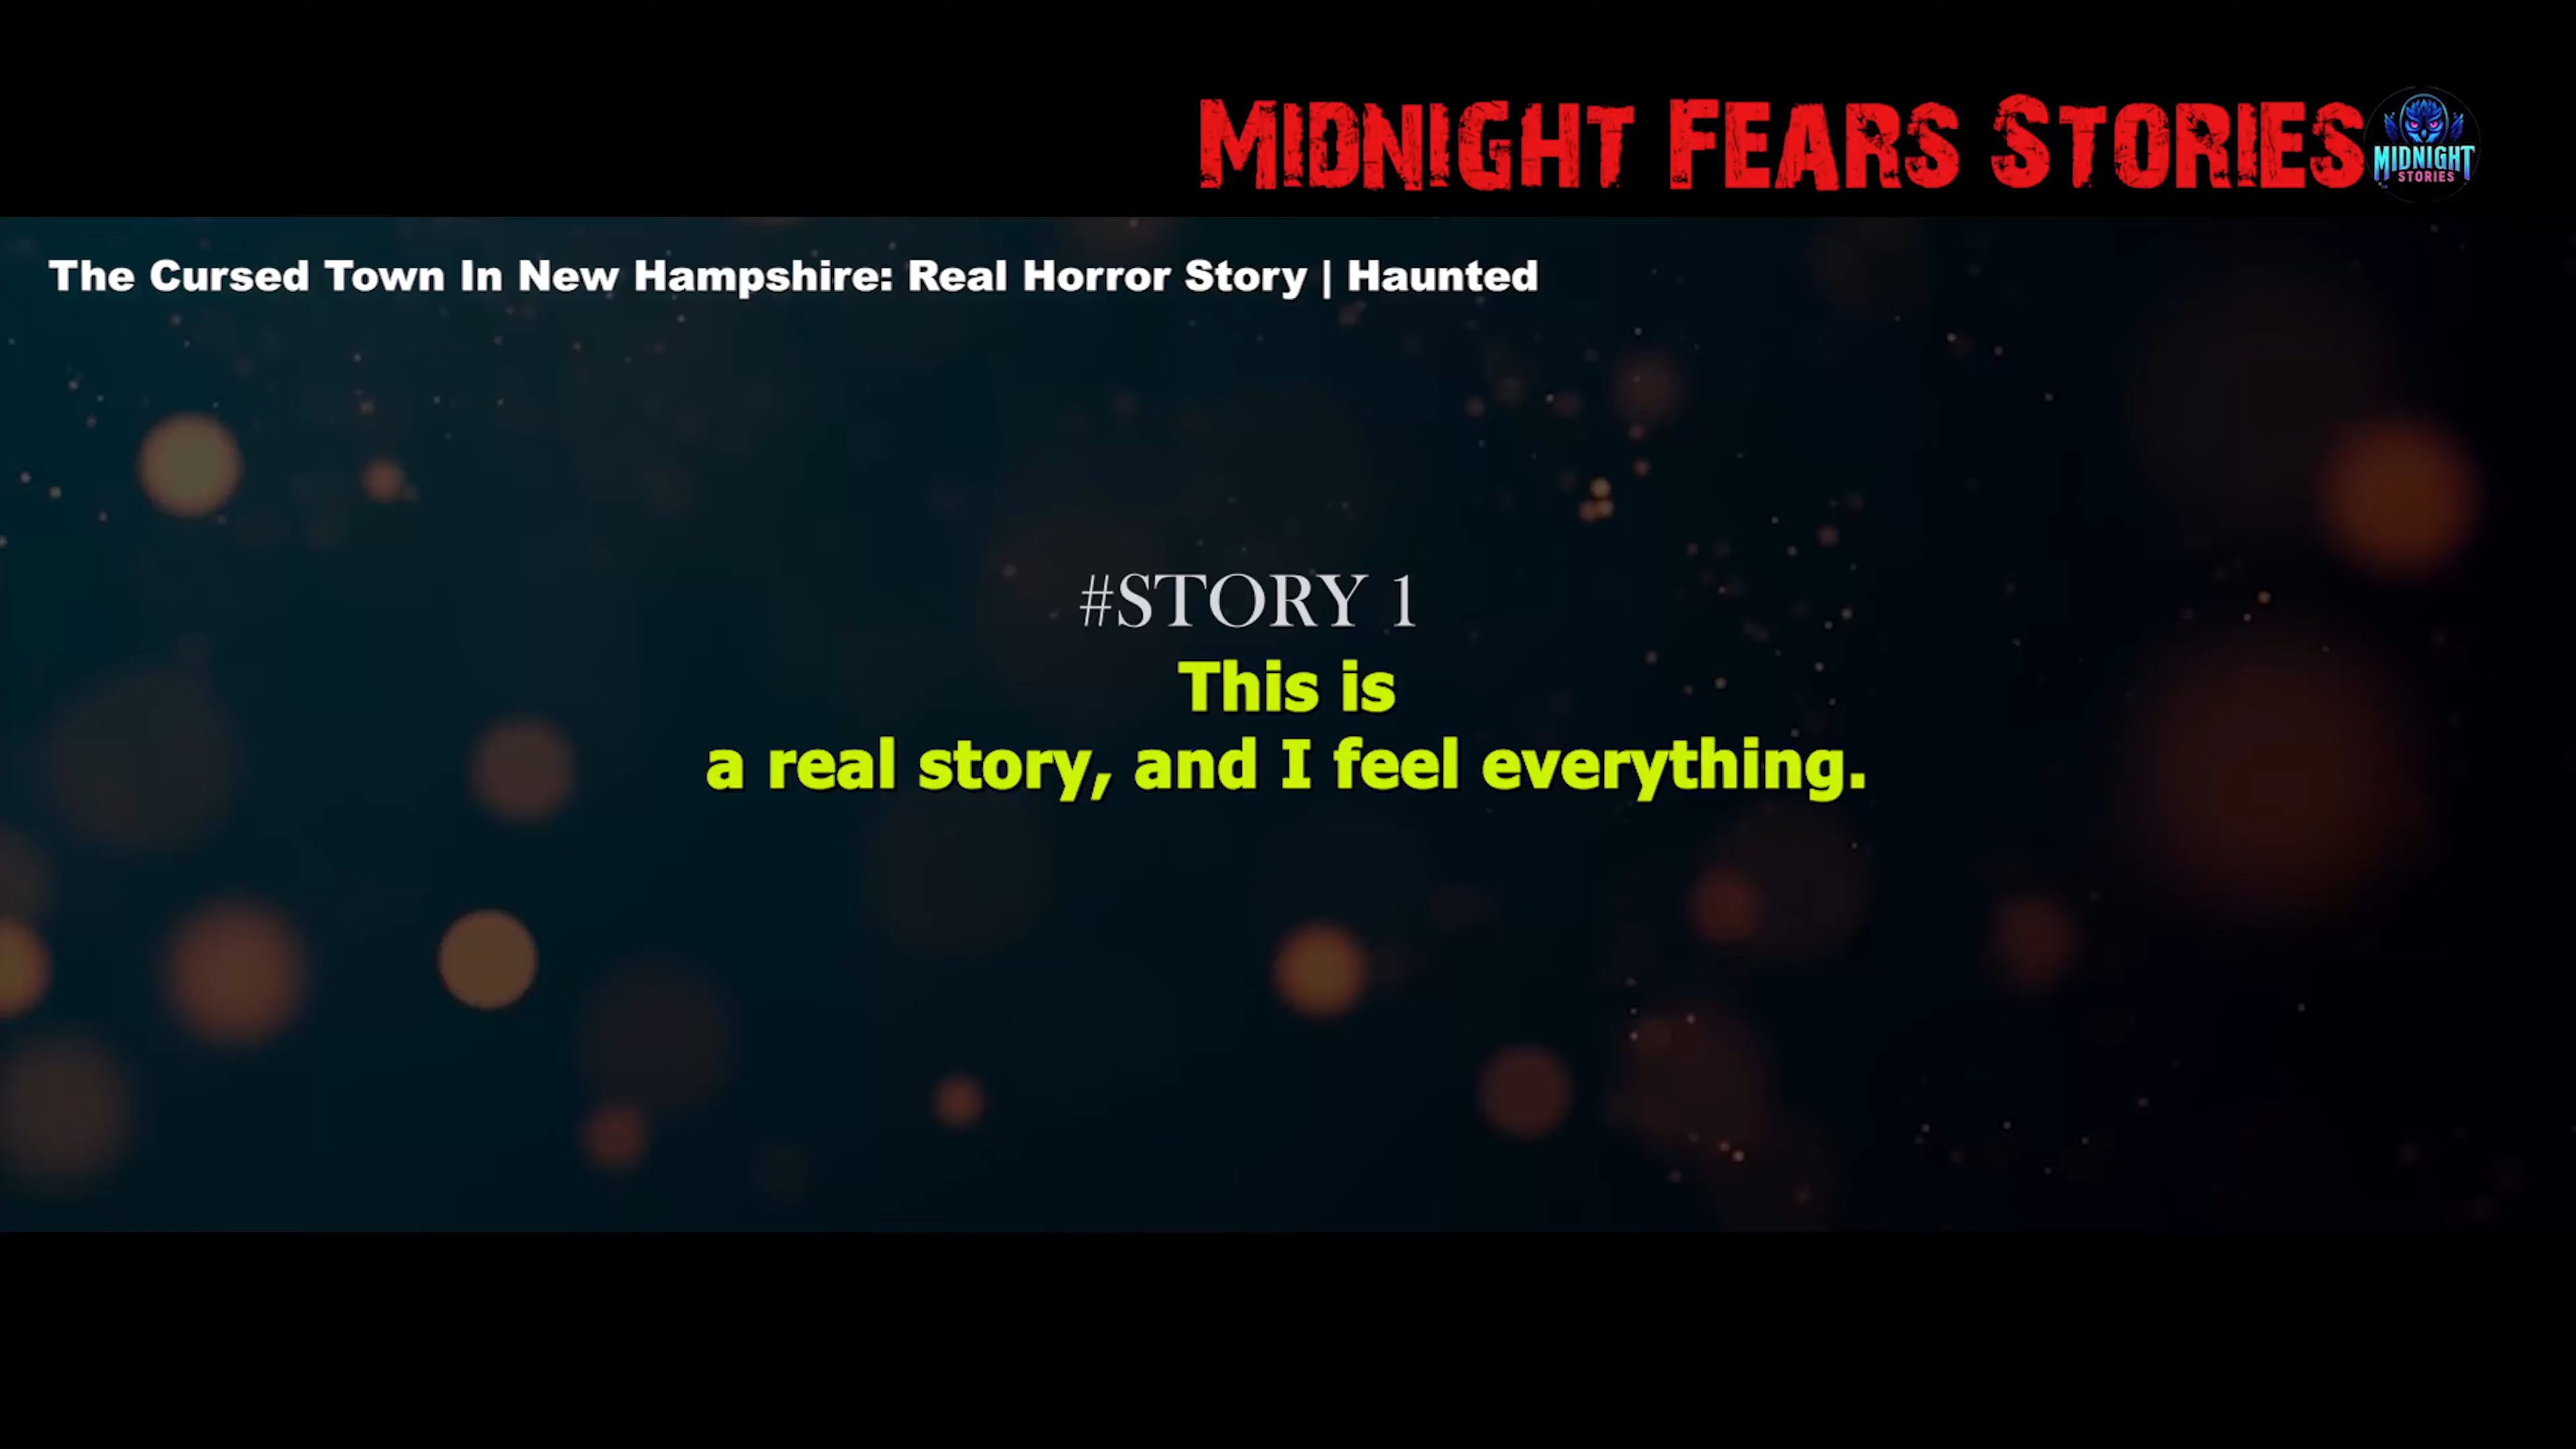 MIDNIGHT FEARS STORIES
MIDNIGHT
STORIES
The Cursed Town In New Hampshire: Real Horror Story | Haunted
#STORY 1
This is
a real story, and I feel everything.